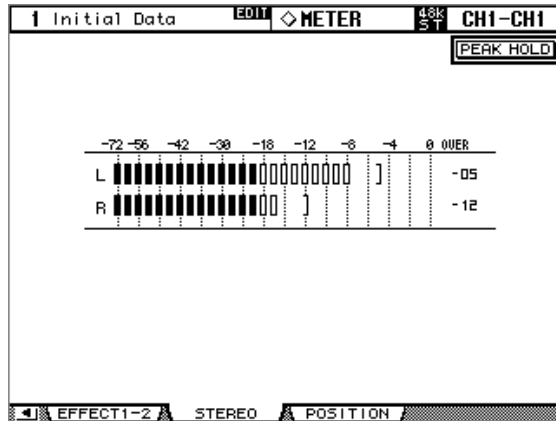 1 Initial Data EDIT ◇METER 48K ST CH1-CH1
PEAK HOLD
-72 -56 -42 -30 -18 -12 -8 -4 0 OVER
L -05
R -12
EFFECT1-2 STEREO POSITION